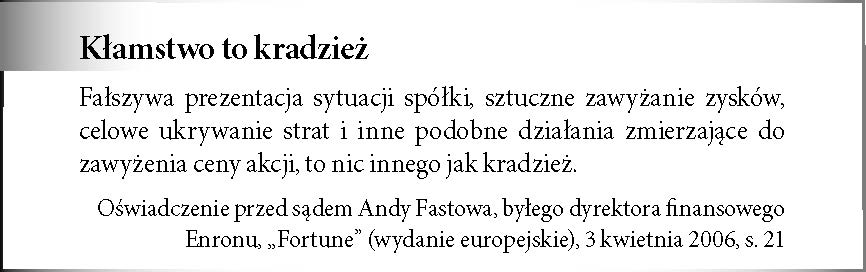 Kłamstwo to kradzież
Fałszywa prezentacja sytuacji spółki, sztuczne zawyżanie zysków,
celowe ukrywanie strat i inne podobne działania zmierzające do
zawyżenia ceny akcji, to nic innego jak kradzież.
Oświadczenie przed sądem Andy Fastowa, byłego dyrektora finansowego
Enronu, „Fortune” (wydanie europejskie), 3 kwietnia 2006, s. 21